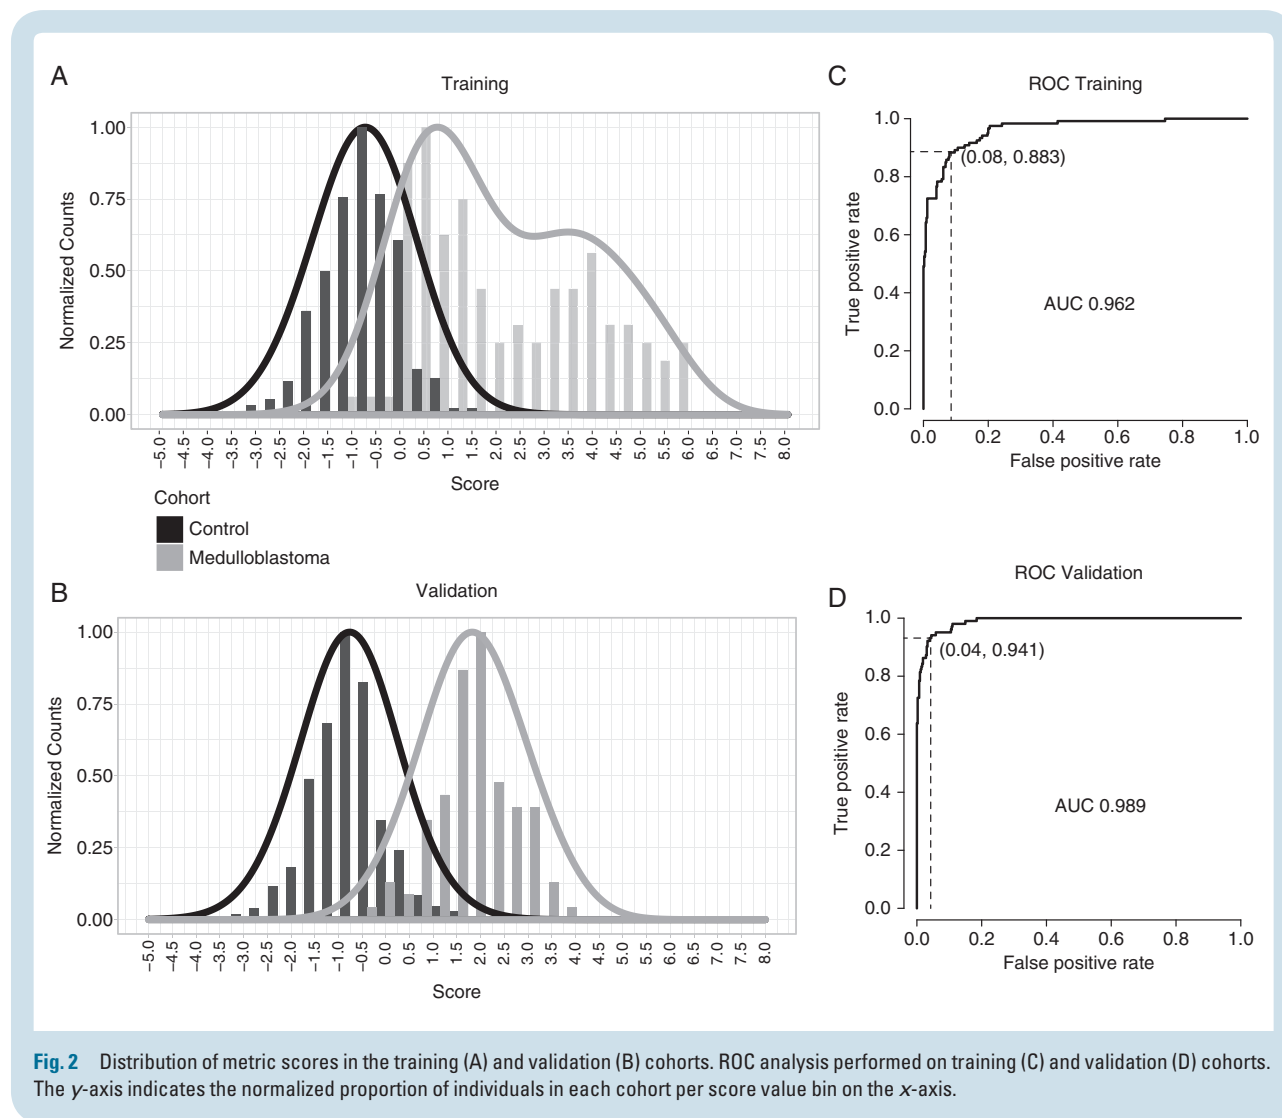 A
Training
1.00
0.75
0.50
0.25
0.00
Normalized Counts
−5.0 −4.5 −4.0 −3.5 −3.0 −2.5 −2.0 −1.5 −1.0 −0.5 0.0 0.5 1.0 1.5 2.0 2.5 3.0 3.5 4.0 4.5 5.0 5.5 6.0 6.5 7.0 7.5 8.0
Score
Cohort
Control
Medulloblastoma
C
ROC Training
1.0
0.8
0.6
0.4
0.2
0.0
True positive rate
(0.08, 0.883)
AUC 0.962
0.0 0.2 0.4 0.6 0.8 1.0
False positive rate
B
Validation
1.00
0.75
0.50
0.25
0.00
Normalized Counts
−5.0 −4.5 −4.0 −3.5 −3.0 −2.5 −2.0 −1.5 −1.0 −0.5 0.0 0.5 1.0 1.5 2.0 2.5 3.0 3.5 4.0 4.5 5.0 5.5 6.0 6.5 7.0 7.5 8.0
Score
D
ROC Validation
1.0
0.8
0.6
0.4
0.2
0.0
True positive rate
(0.04, 0.941)
AUC 0.989
0.0 0.2 0.4 0.6 0.8 1.0
False positive rate
Fig. 2 Distribution of metric scores in the training (A) and validation (B) cohorts. ROC analysis performed on training (C) and validation (D) cohorts.
The y-axis indicates the normalized proportion of individuals in each cohort per score value bin on the x-axis.